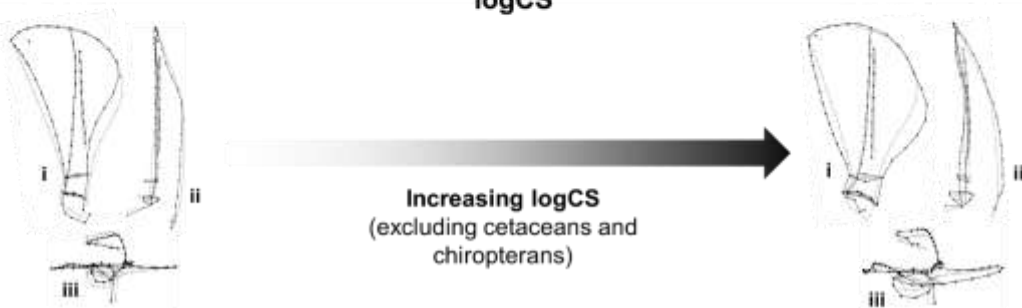 logCS
i
ii
iii
Increasing logCS
(excluding cetaceans and
chiropterans)
i
ii
iii